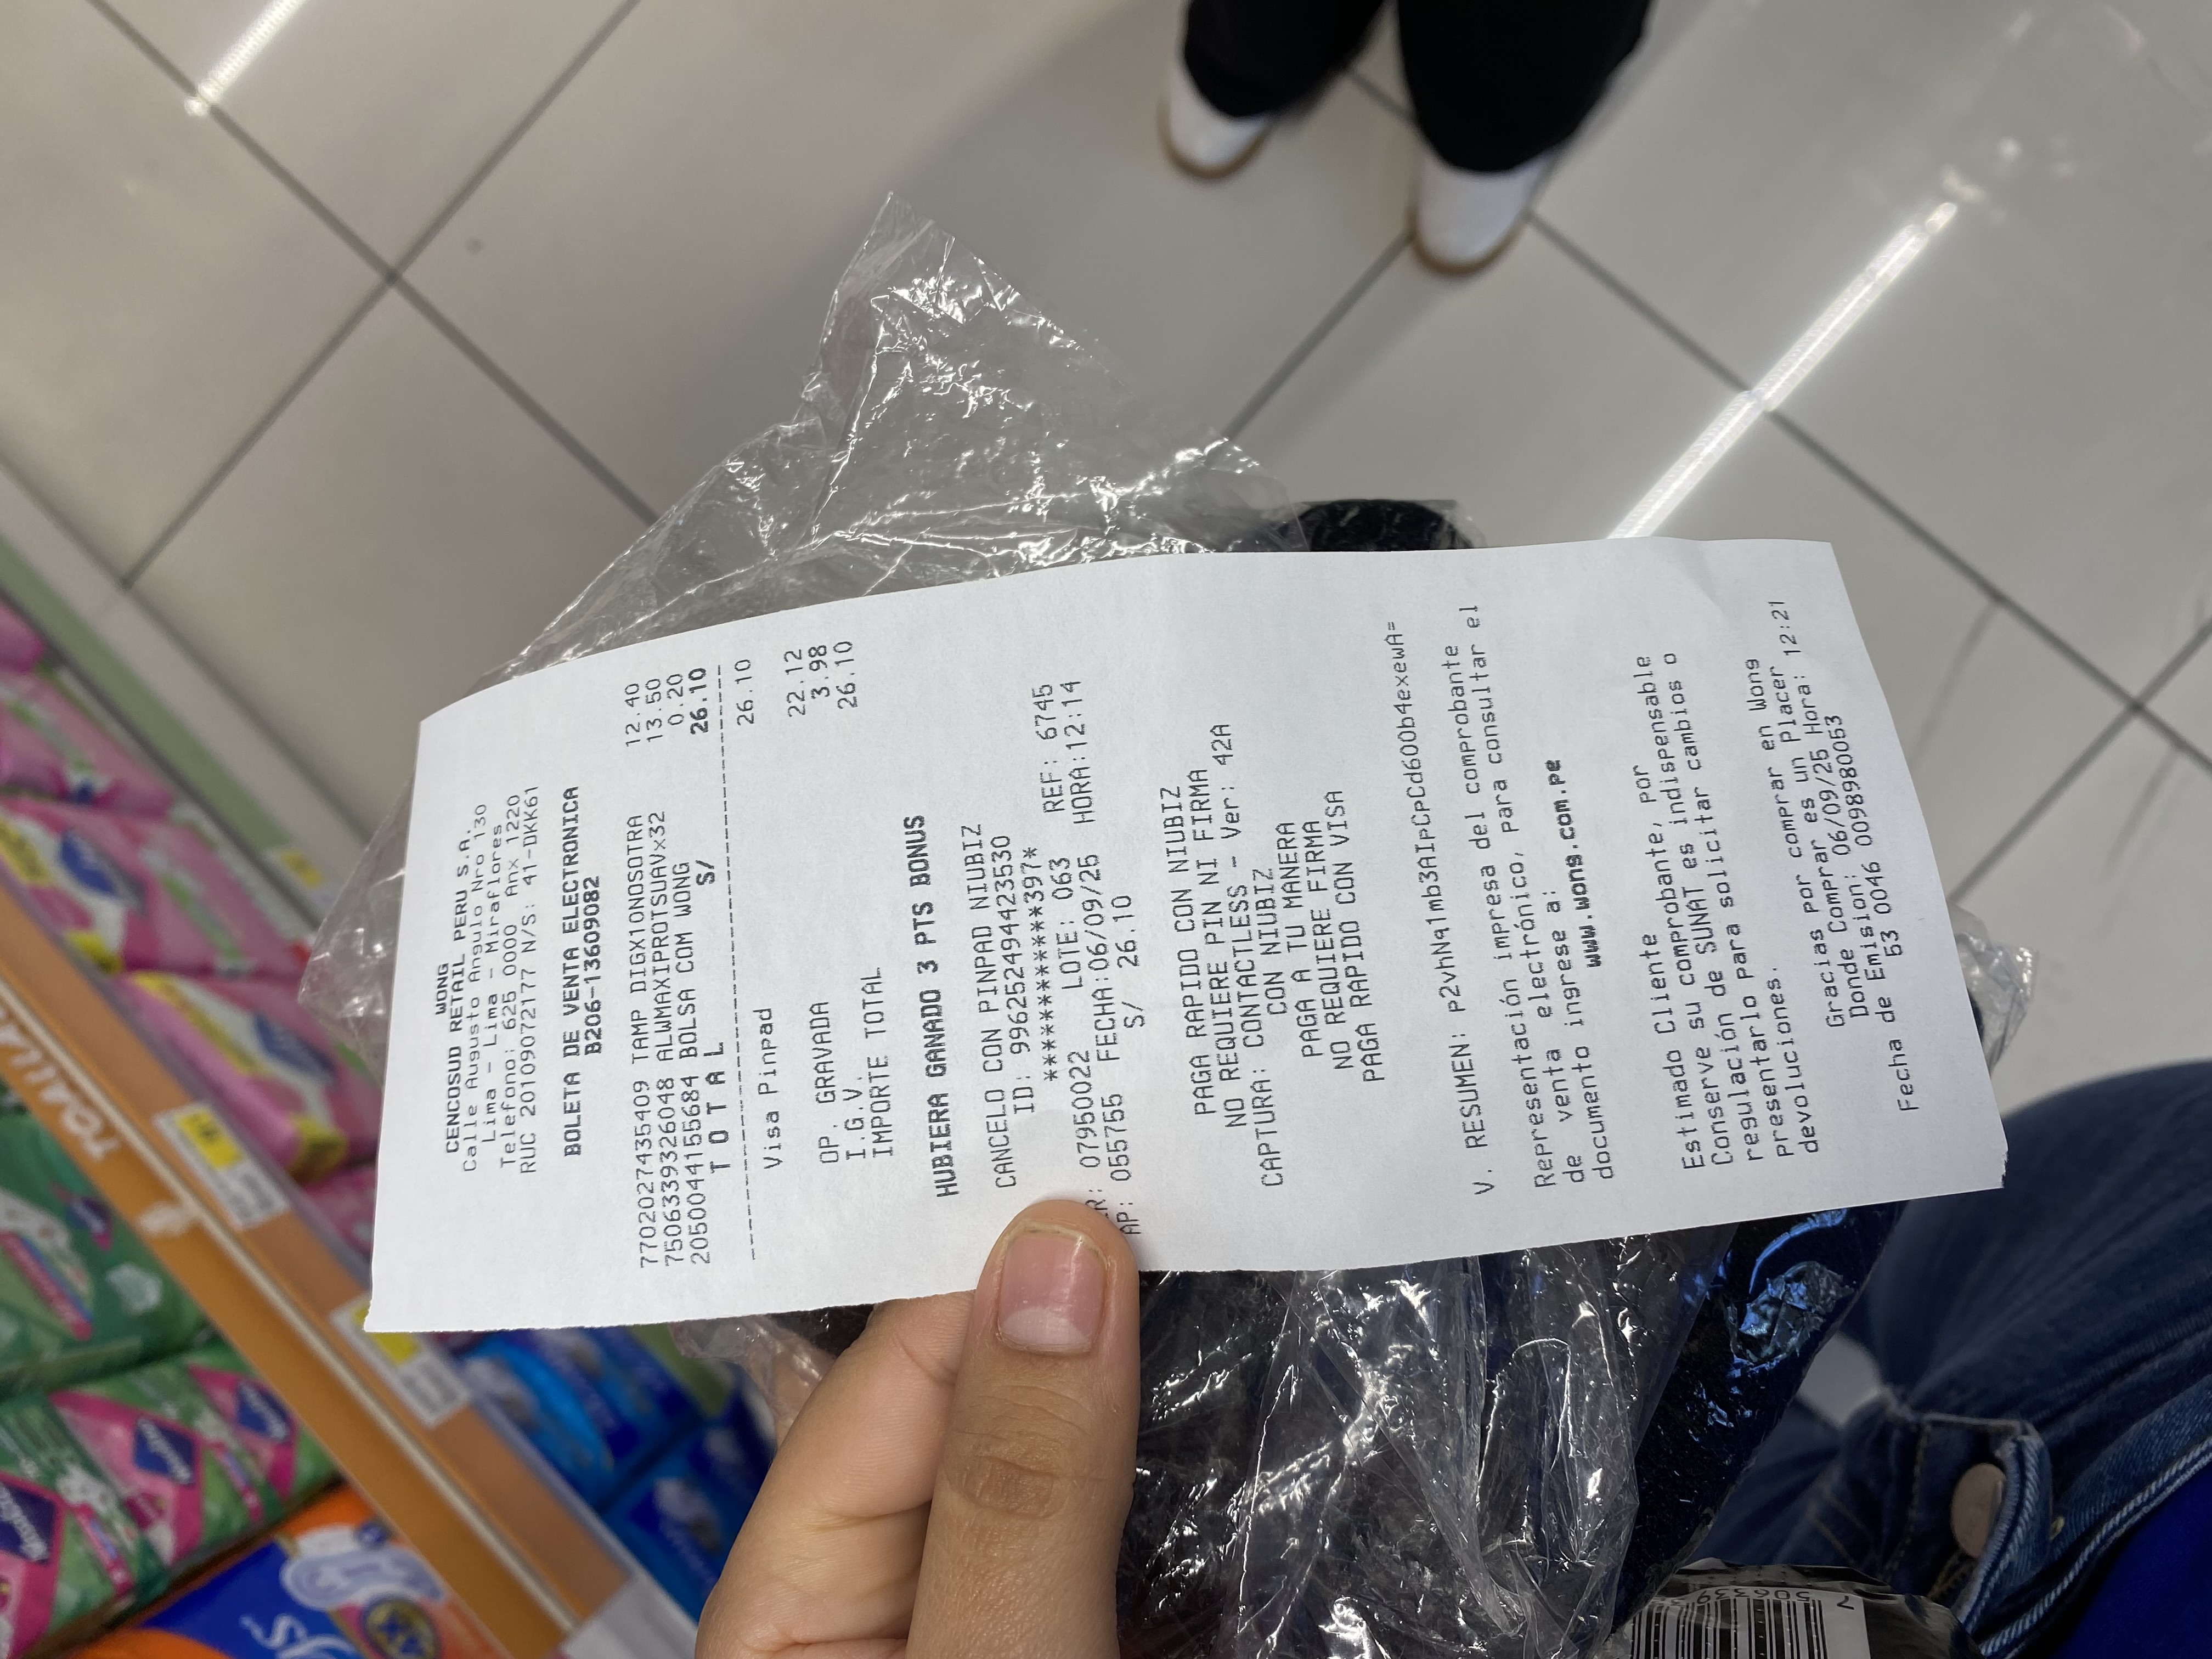 TOALLA
WONG
CENCOSUD RETAIL PERU S.A.
Calle Augusto Angulo Nro 130
Lima - Lima - Miraflores
Telefono: 625 0000 Anx 1220
RUC 20109072177 N/S: 41-DKK61
BOLETA DE VENTA ELECTRONICA
B206-13609082
7702027435409 TAMP DIGX10NOSOTRA 12.40
7506339326048 ALWMAXIPROTSUAVx32 13.50
2050044155684 BOLSA COM WONG 0.20
T O T A L S/ 26.10
Visa Pinpad 26.10
OP. GRAVADA 22.12
I.G.V. 3.98
IMPORTE TOTAL 26.10
HUBIERA GANADO 3 PTS BONUS
CANCELO CON PINPAD NIUBIZ
ID: 996252494423530
************397*
R: 07950022 LOTE: 063 REF: 6745
AP: 055755 FECHA:06/09/25 HORA:12:14
S/ 26.10
PAGA RAPIDO CON NIUBIZ
NO REQUIERE PIN NI FIRMA
CAPTURA: CONTACTLESS - Ver: 42A
CON NIUBIZ
PAGA A TU MANERA
NO REQUIERE FIRMA
PAGA RAPIDO CON VISA
V. RESUMEN: p2vhNq1mb3AIpCpCd600b4exewA=
Representación impresa del comprobante
de venta electrónico, para consultar el
documento ingrese a:
www.wong.com.pe
Estimado Cliente
Conserve su comprobante, por
regulación de SUNAT es indispensable
presentarlo para solicitar cambios o
devoluciones.
Gracias por comprar en Wong
Donde Comprar es un Placer
Fecha de Emision: 06/09/25 Hora: 12:21
53 0046 0098980053